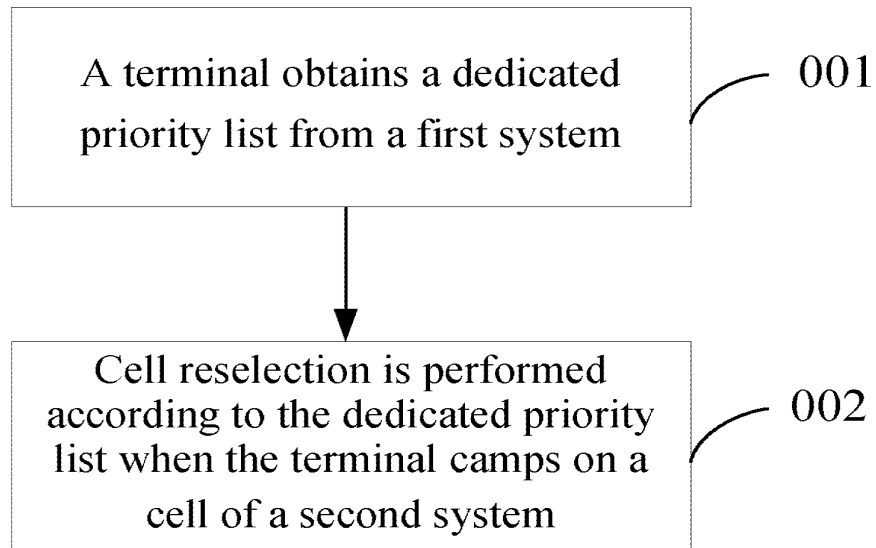 A terminal obtains a dedicated
priority list from a first system
001
Cell reselection is performed
according to the dedicated priority
list when the terminal camps on a
cell of a second system
002